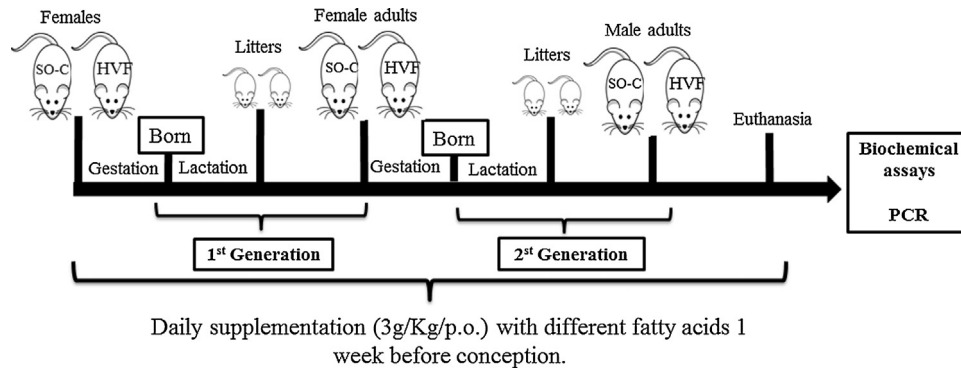 Females
SO-C
HVF
Litters
Female adults
SO-C
HVF
Litters
Male adults
SO-C
HVF
Born
Born
Euthanasia
Gestation
Lactation
Gestation
Lactation
Biochemical
assays
PCR
1st Generation
2st Generation
Daily supplementation (3g/Kg/p.o.) with different fatty acids 1
week before conception.